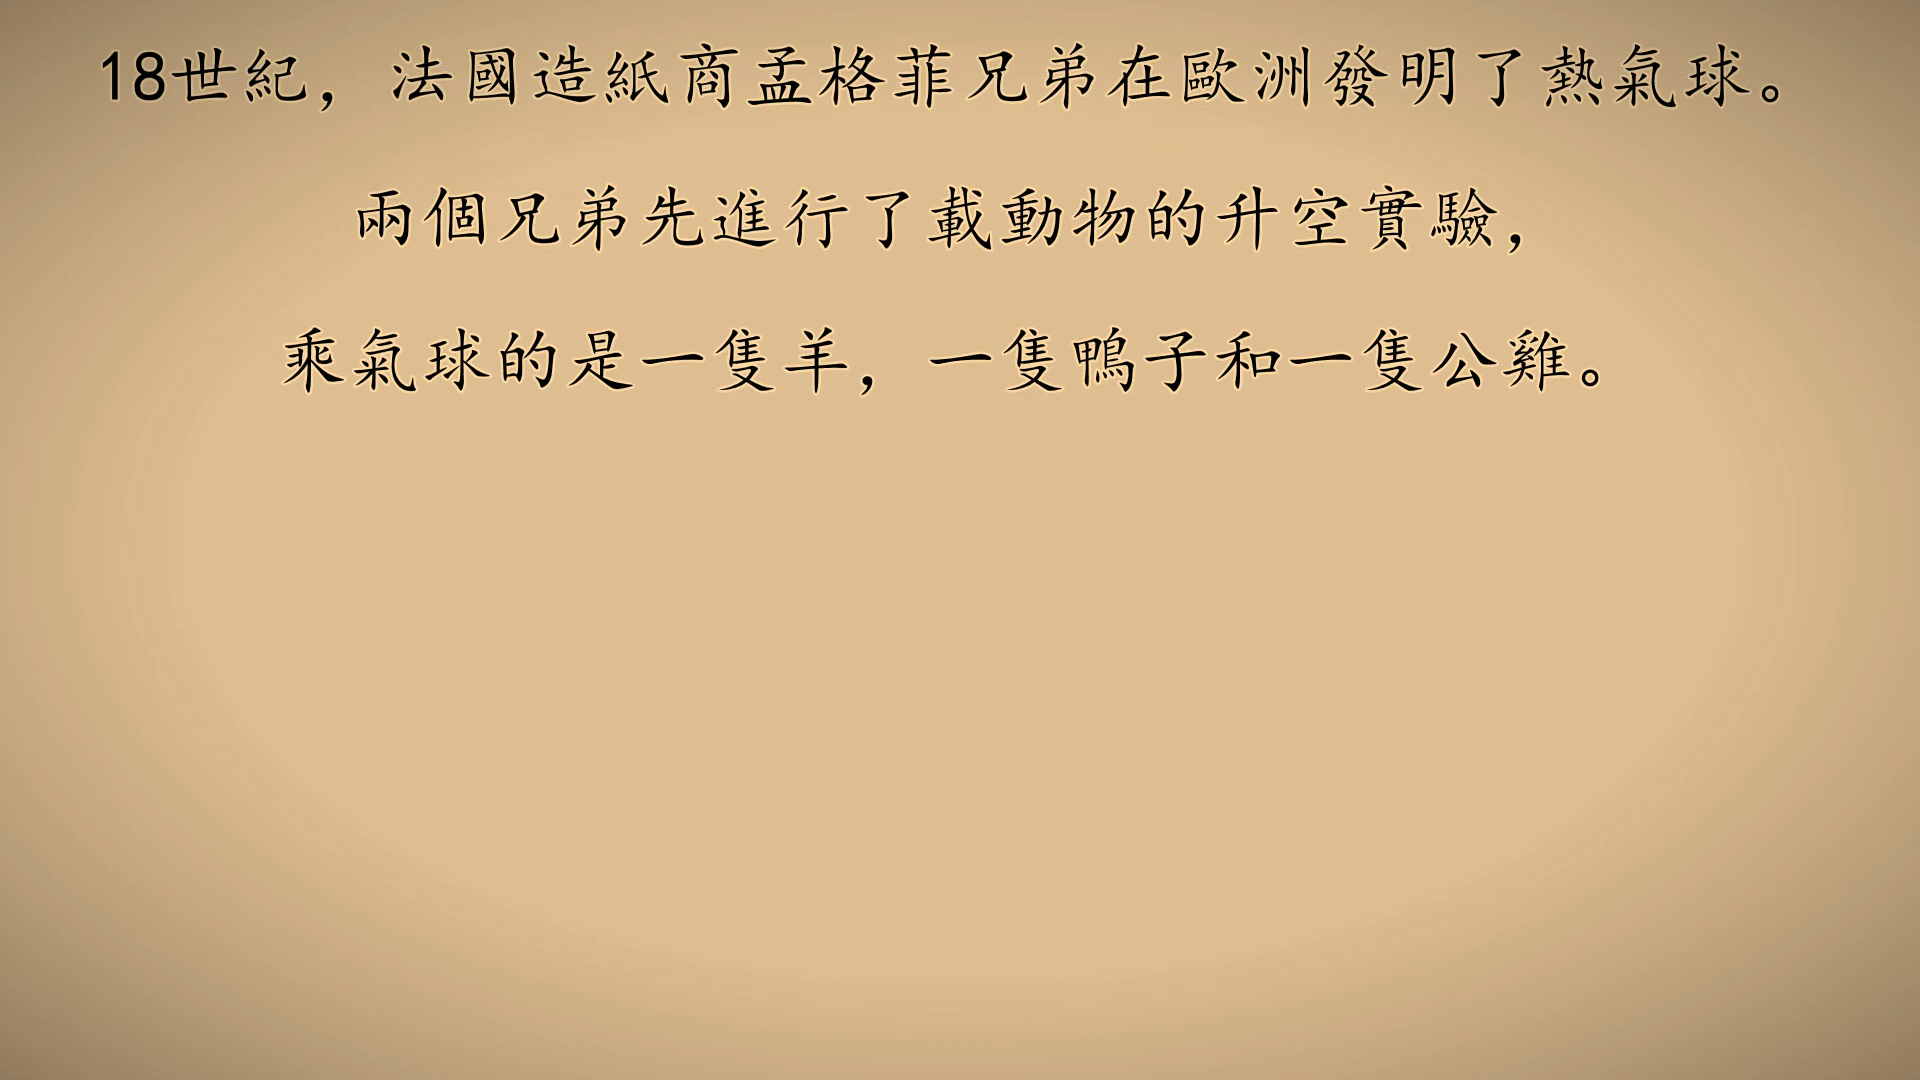 18世紀，法國造紙商孟格菲兄弟在歐洲發明了熱氣球。
兩個兄弟先進行了載動物的升空實驗，
乘氣球的是一隻羊，一隻鴨子和一隻公雞。